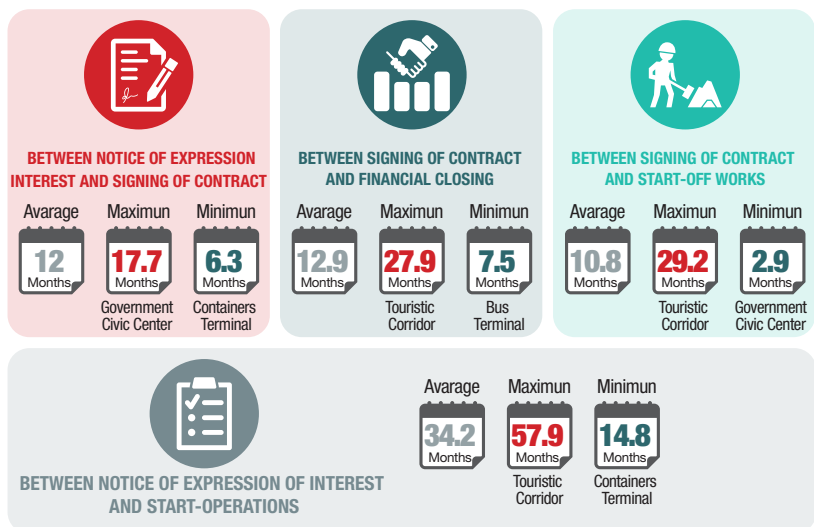 BETWEEN NOTICE OF EXPRESSION
INTEREST AND SIGNING OF CONTRACT
Avarage
Maximun
Minimun
12
Months
17.7
Months
6.3
Months
Government
Civic Center
Containers
Terminal
BETWEEN SIGNING OF CONTRACT
AND FINANCIAL CLOSING
Avarage
Maximun
Minimun
12.9
Months
27.9
Months
7.5
Months
Touristic
Corridor
Bus
Terminal
BETWEEN SIGNING OF CONTRACT
AND START-OFF WORKS
Avarage
Maximun
Minimun
10.8
Months
29.2
Months
2.9
Months
Touristic
Corridor
Government
Civic Center
BETWEEN NOTICE OF EXPRESSION OF INTEREST
AND START-OPERATIONS
Avarage
Maximun
Minimun
34.2
Months
57.9
Months
14.8
Months
Touristic
Corridor
Containers
Terminal